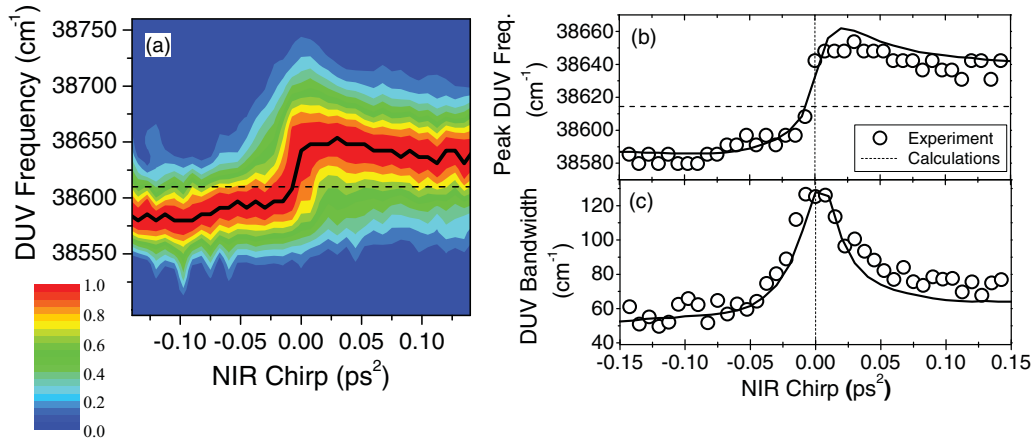 (a)
DUV Frequency (cm⁻¹)
38750
38700
38650
38600
38550
-0.10 -0.05 0.00 0.05 0.10
NIR Chirp (ps²)
1.0
0.8
0.6
0.4
0.2
0.0
(b)
Peak DUV Freq.
(cm⁻¹)
38660
38640
38620
38600
38580
Experiment
Calculations
(c)
DUV Bandwidth
(cm⁻¹)
120
100
80
60
40
-0.15 -0.10 -0.05 0.00 0.05 0.10 0.15
NIR Chirp (ps²)